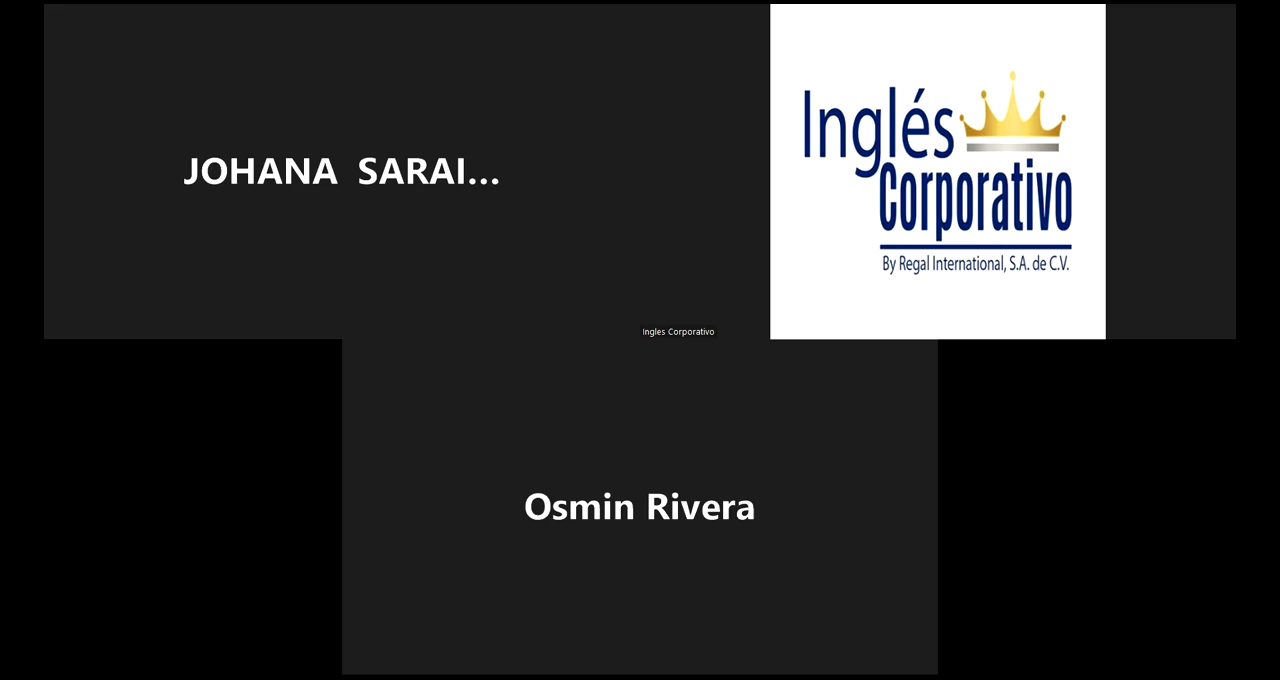 JOHANA  SARAI...
Inglés
Corporativo
By Regal International, S.A. de C.V.
Ingles Corporativo
Osmin Rivera